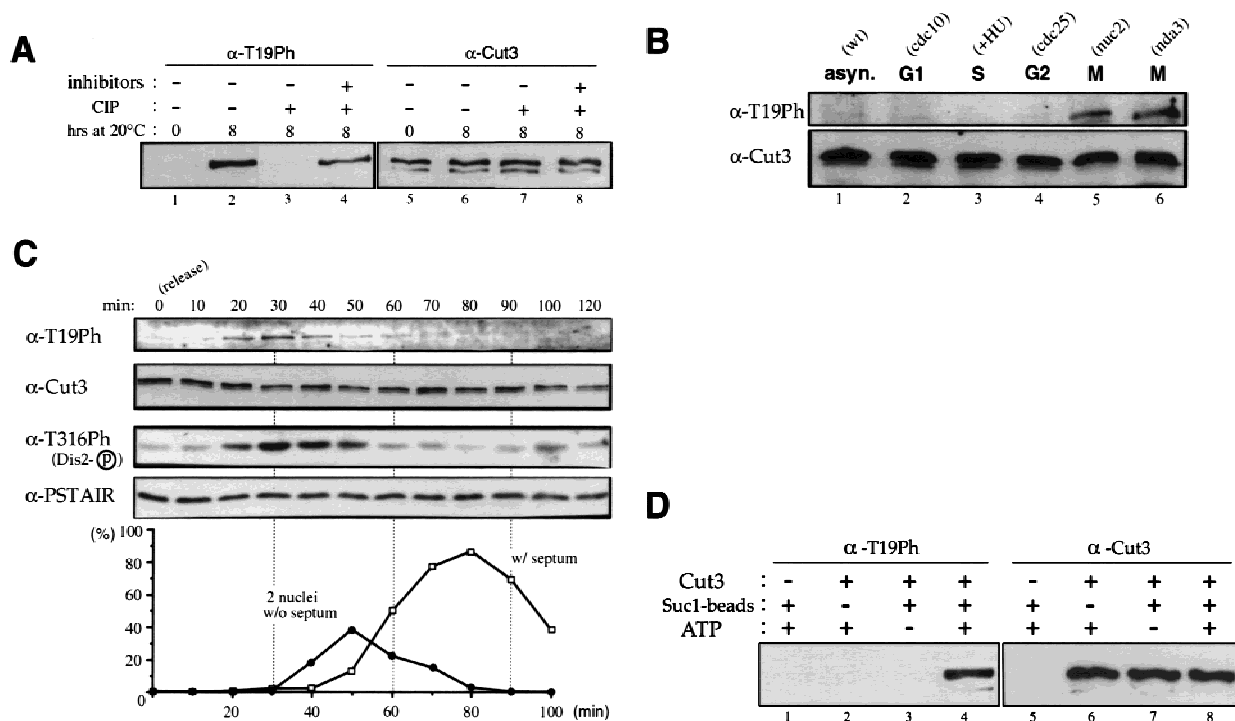 A
α-T19Ph α-Cut3
inhibitors : - - - + - - - +
CIP : - - + + - - + +
hrs at 20°C : 0 8 8 8 0 8 8 8
1 2 3 4 5 6 7 8
B
(wt) (cdc10) (+HU) (cdc25) (nuc2) (nda3)
asyn. G1 S G2 M M
α-T19Ph
α-Cut3
1 2 3 4 5 6
C
(release)
min: 0 10 20 30 40 50 60 70 80 90 100 120
α-T19Ph
α-Cut3
α-T316Ph
(Dis2-Ⓟ)
α-PSTAIR
(%) 100
80
60
40
20
0
2 nuclei
w/o septum
w/ septum
20 40 60 80 100 (min)
D
α-T19Ph α-Cut3
Cut3 : - + + + - + + +
Suc1-beads : + - + + + - + +
ATP : + + - + + + - +
1 2 3 4 5 6 7 8